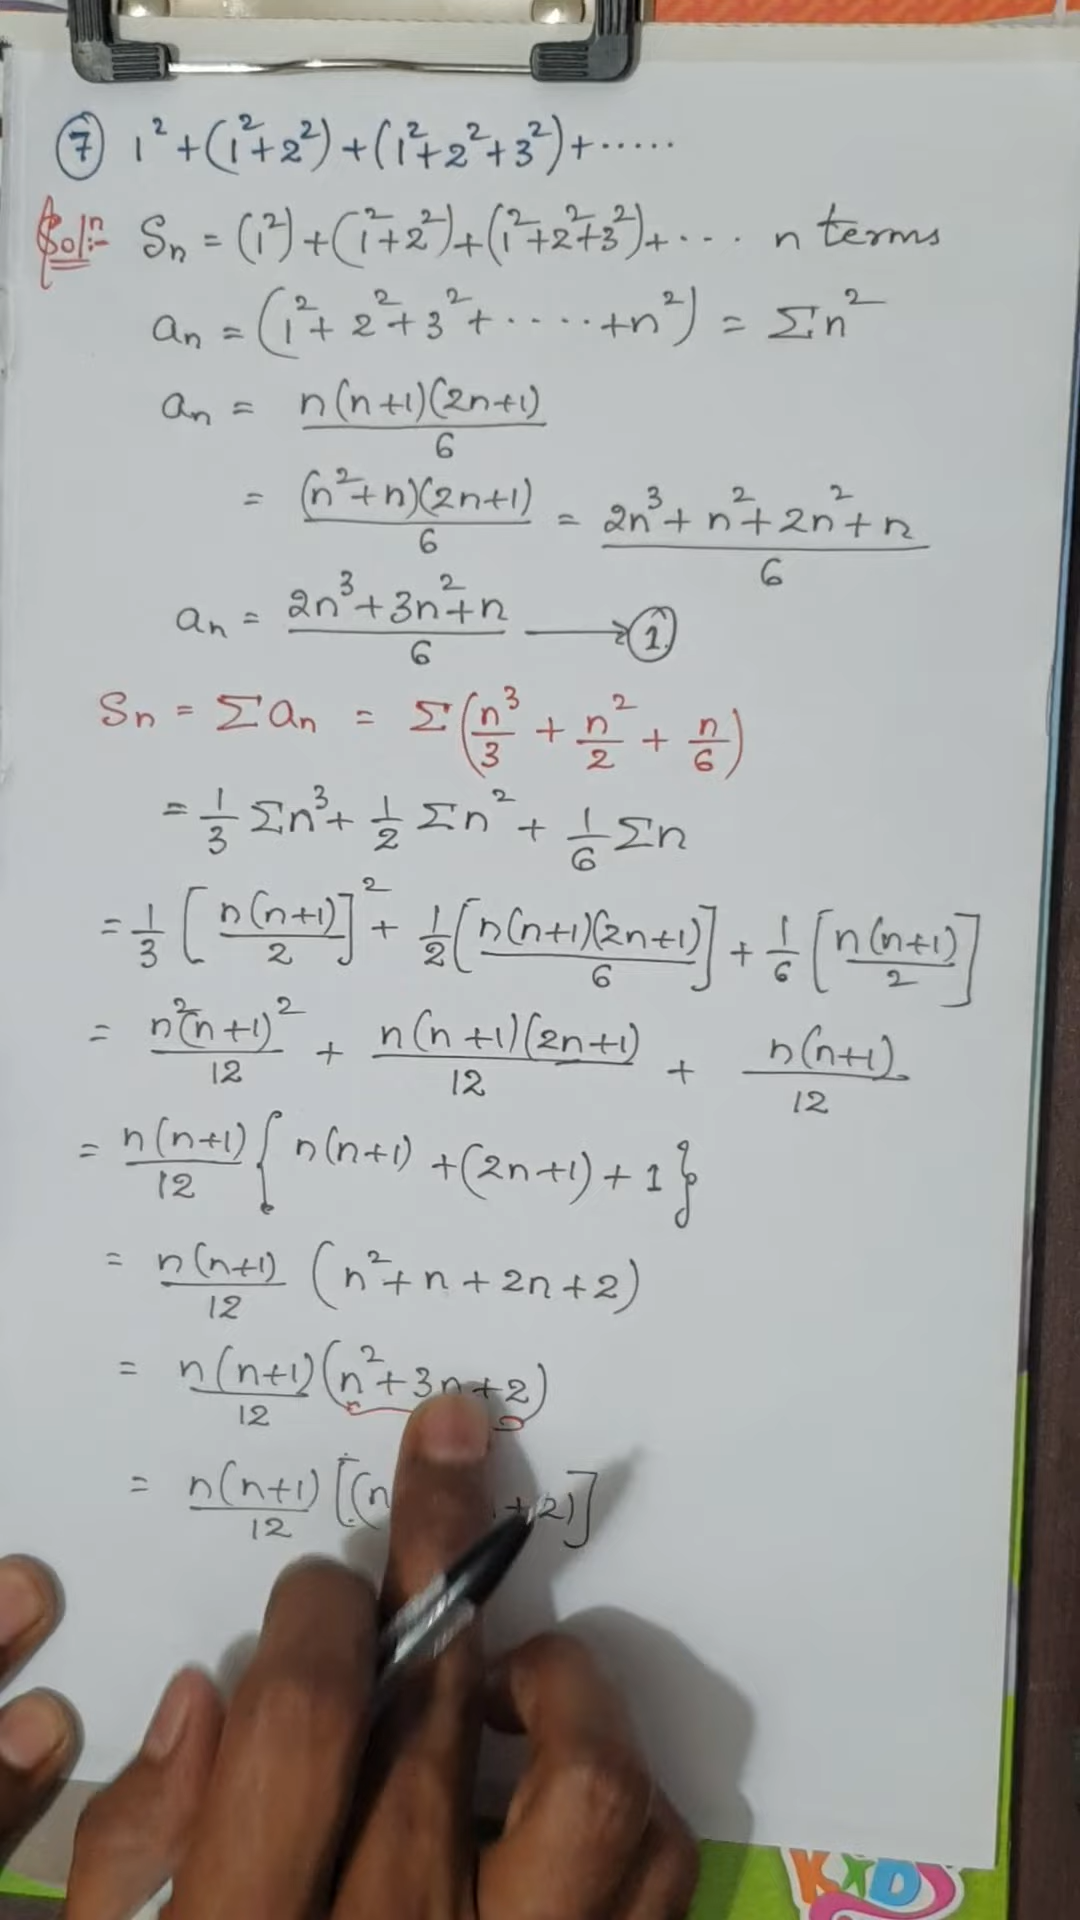 ⑦ 1² + (1²+2²) + (1²+2²+3²) + ......
Solⁿ:- Sₙ = (1²) + (1²+2²) + (1²+2²+3²) + ... n terms
aₙ = (1² + 2² + 3² + ..... + n²) = Σn²
aₙ = n(n+1)(2n+1)/6
= (n²+n)(2n+1)/6 = (2n³ + n² + 2n² + n)/6
aₙ = (2n³ + 3n² + n)/6 → ①
Sₙ = Σaₙ = Σ(n³/3 + n²/2 + n/6)
= 1/3 Σn³ + 1/2 Σn² + 1/6 Σn
= 1/3 [n(n+1)/2]² + 1/2 [n(n+1)(2n+1)/6] + 1/6 [n(n+1)/2]
= n²(n+1)²/12 + n(n+1)(2n+1)/12 + n(n+1)/12
= n(n+1)/12 { n(n+1) + (2n+1) + 1 }
= n(n+1)/12 (n² + n + 2n + 2)
= n(n+1)/12 (n² + 3n + 2)
= n(n+1)/12 [(n +2)]
KIDS